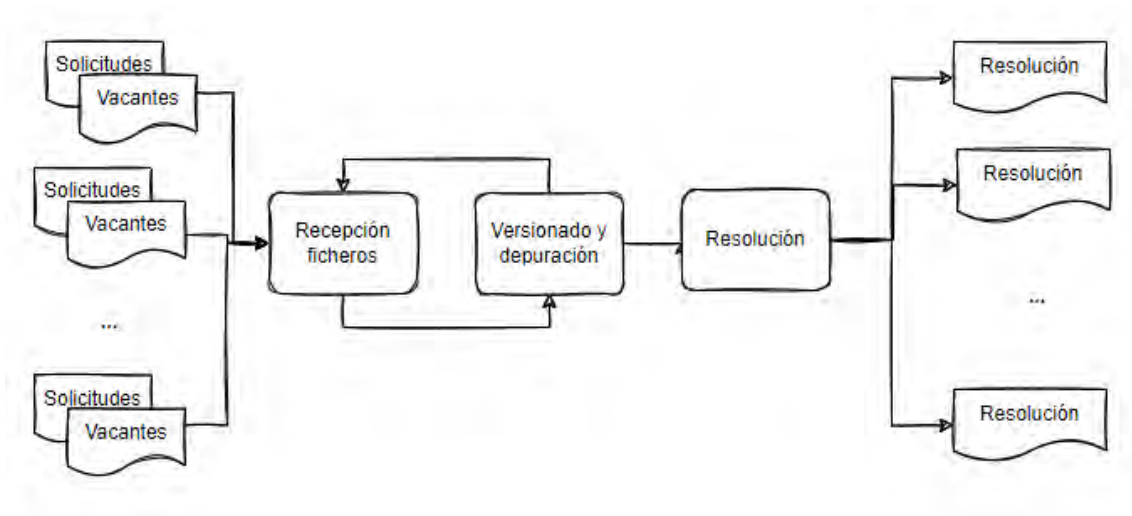 Solicitudes
Vacantes
Solicitudes
Vacantes
...
Solicitudes
Vacantes
Recepción
ficheros
Versionado y
depuración
Resolución
Resolución
Resolución
...
Resolución